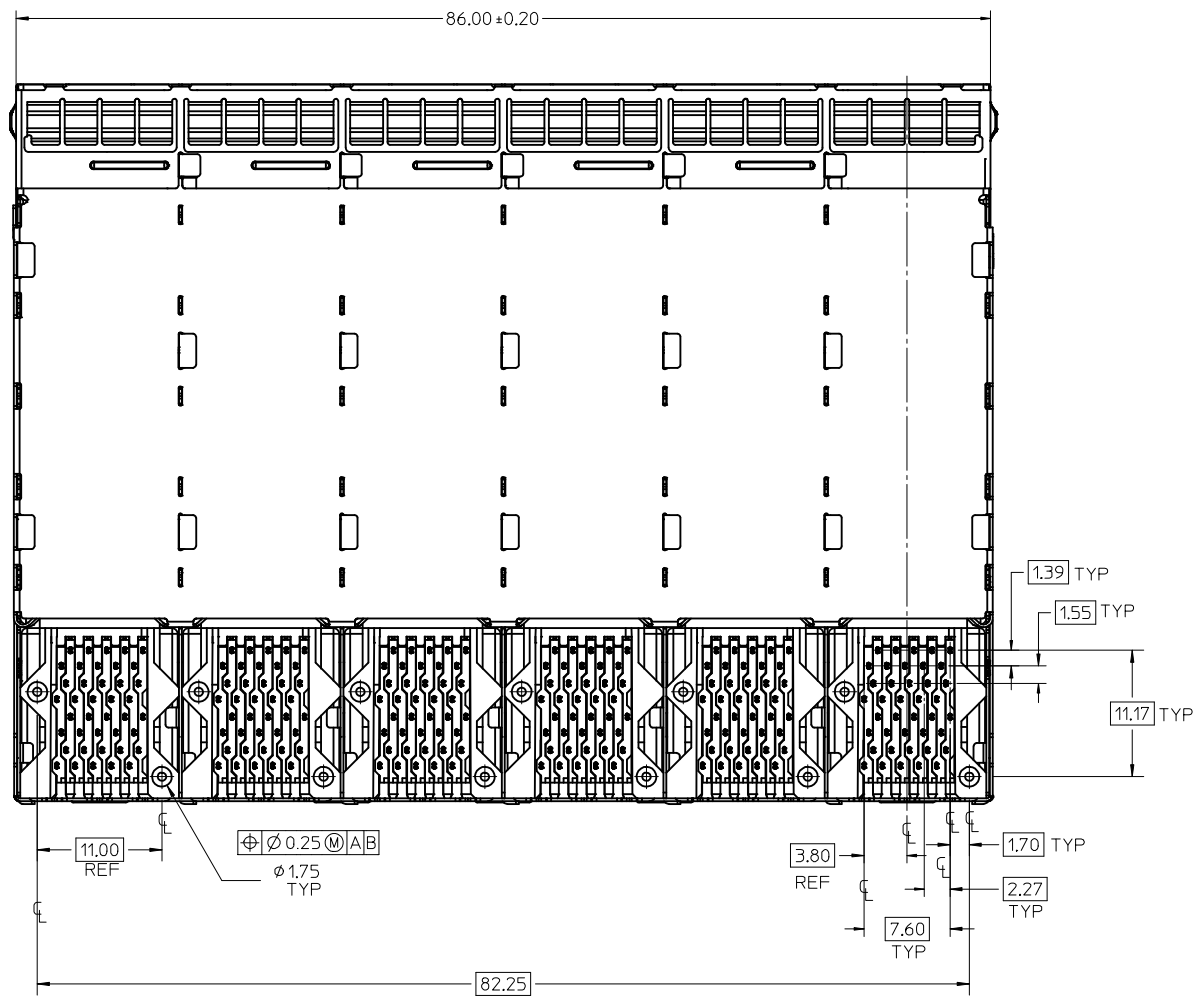 86.00 ±0.20
1.39 TYP
1.55 TYP
11.17 TYP
11.00
REF
⌖ Ø 0.25 Ⓜ A B
Ø1.75
TYP
3.80
REF
1.70 TYP
2.27
TYP
7.60
TYP
82.25
℄
℄
℄
℄
℄
℄
℄